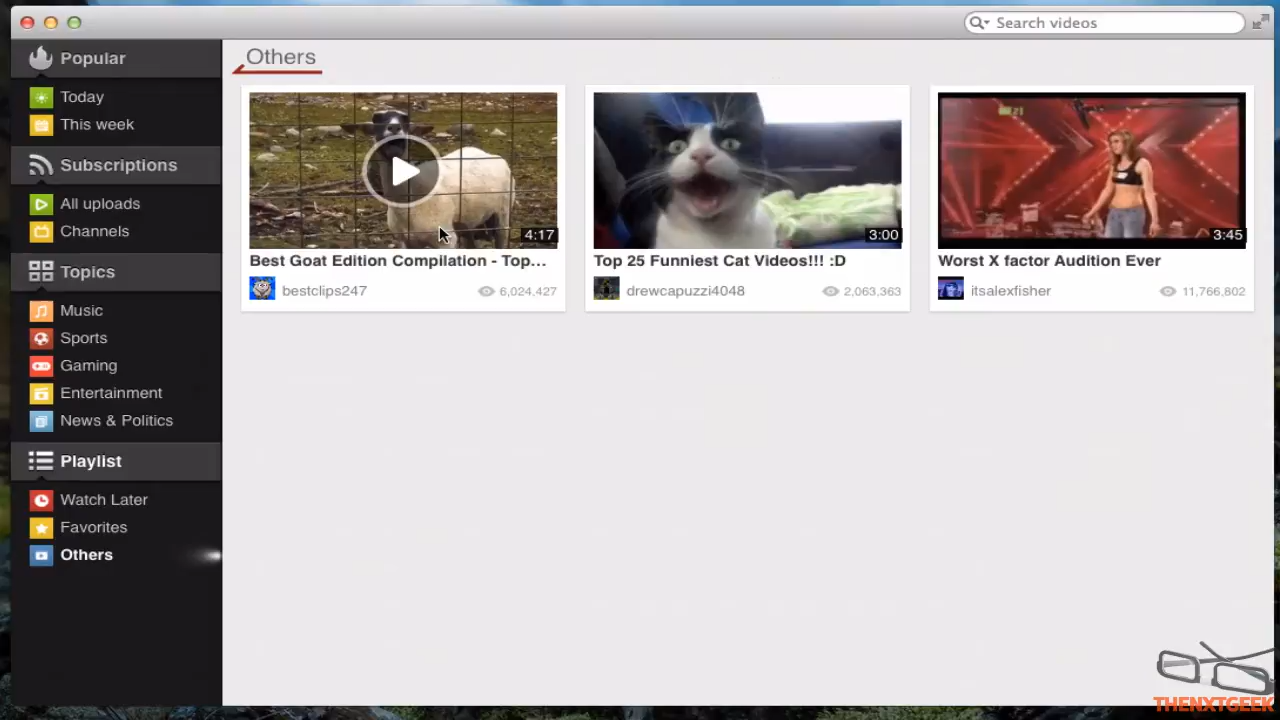 Search videos
Popular
Today
This week
Subscriptions
All uploads
Channels
Topics
Music
Sports
Gaming
Entertainment
News & Politics
Playlist
Watch Later
Favorites
Others
Others
4:17
Best Goat Edition Compilation - Top...
bestclips247 6,024,427
3:00
Top 25 Funniest Cat Videos!!! :D
drewcapuzzi4048 2,063,363
3:45
Worst X factor Audition Ever
itsalexfisher 11,766,802
THENXTGEEK